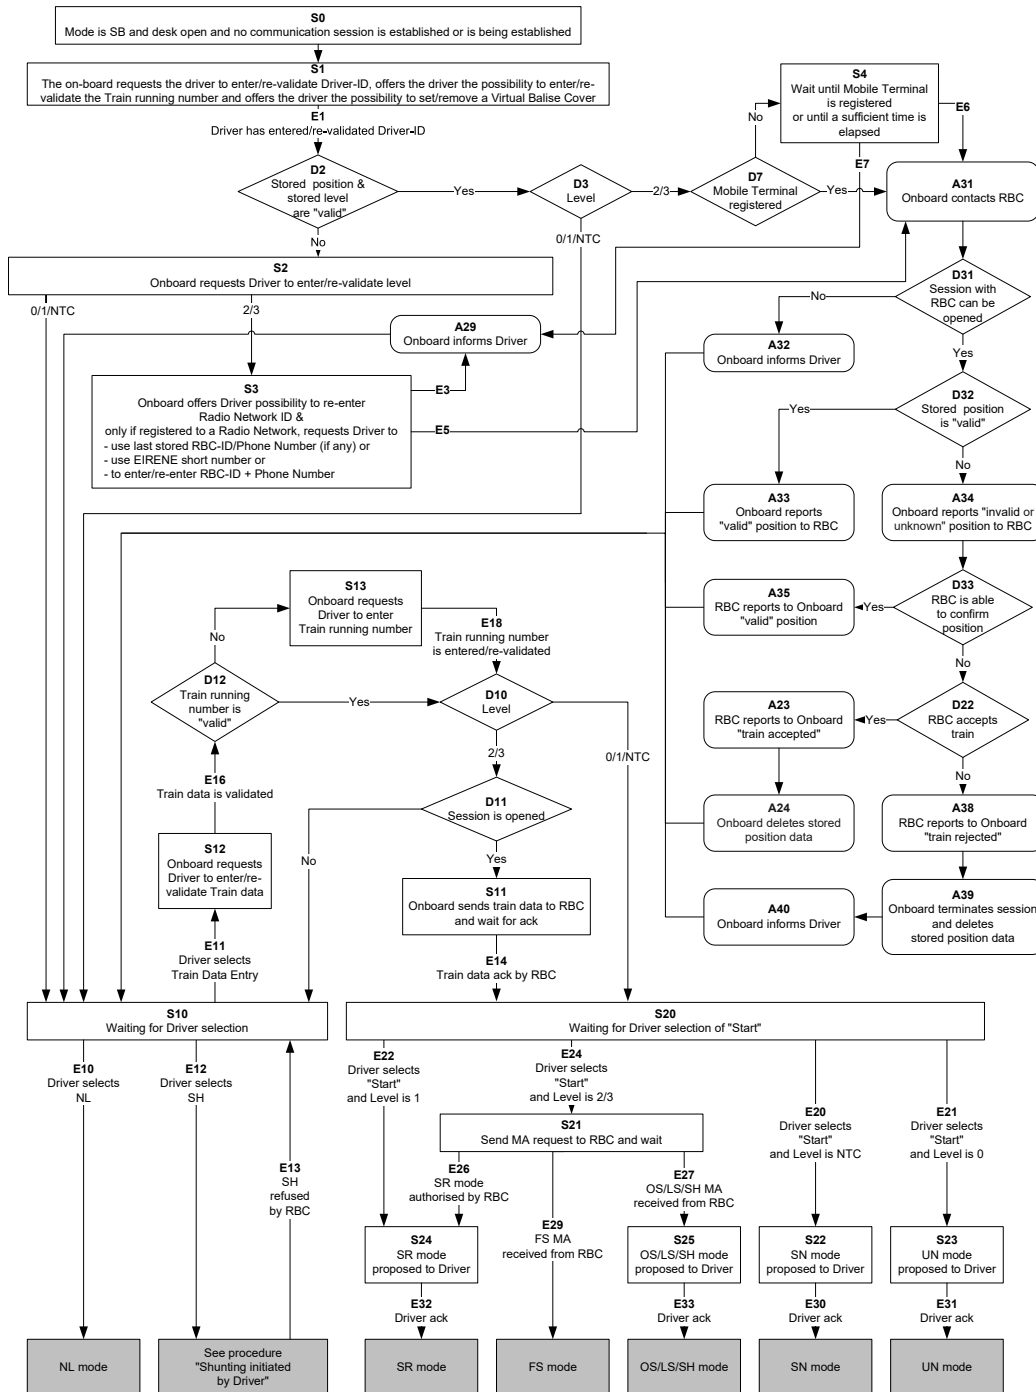 S0
Mode is SB and desk open and no communication session is established or is being established
S1
The on-board requests the driver to enter/re-validate Driver-ID, offers the driver the possibility to enter/re-
validate the Train running number and offers the driver the possibility to set/remove a Virtual Balise Cover
E1
Driver has entered/re-validated Driver-ID
D2
Stored position &
stored level
are "valid"
Yes
No
D3
Level
2/3
0/1/NTC
D7
Mobile Terminal
registered
No
Yes
S4
Wait until Mobile Terminal
is registered
or until a sufficient time is
elapsed
E6
E7
A31
Onboard contacts RBC
S2
Onboard requests Driver to enter/re-validate level
0/1/NTC
2/3
A29
Onboard informs Driver
S3
Onboard offers Driver possibility to re-enter
Radio Network ID &
only if registered to a Radio Network, requests Driver to
- use last stored RBC-ID/Phone Number (if any) or
- use EIRENE short number or
- to enter/re-enter RBC-ID + Phone Number
E3
E5
D31
Session with
RBC can be
opened
No
Yes
A32
Onboard informs Driver
D32
Stored position
is "valid"
Yes
No
A33
Onboard reports
"valid" position to RBC
A34
Onboard reports "invalid or
unknown" position to RBC
D33
RBC is able
to confirm
position
Yes
No
A35
RBC reports to Onboard
"valid" position
D22
RBC accepts
train
Yes
No
A23
RBC reports to Onboard
"train accepted"
A24
Onboard deletes stored
position data
A38
RBC reports to Onboard
"train rejected"
A39
Onboard terminates session
and deletes
stored position data
A40
Onboard informs Driver
S13
Onboard requests
Driver to enter
Train running number
E18
Train running number
is entered/re-validated
No
D12
Train running
number is
"valid"
Yes
D10
Level
2/3
0/1/NTC
E16
Train data is validated
D11
Session is opened
No
Yes
S12
Onboard requests
Driver to enter/re-
validate Train data
S11
Onboard sends train data to RBC
and wait for ack
E11
Driver selects
Train Data Entry
E14
Train data ack by RBC
S10
Waiting for Driver selection
S20
Waiting for Driver selection of "Start"
E10
Driver selects
NL
E12
Driver selects
SH
E13
SH
refused
by RBC
E22
Driver selects
"Start"
and Level is 1
E24
Driver selects
"Start"
and Level is 2/3
E20
Driver selects
"Start"
and Level is NTC
E21
Driver selects
"Start"
and Level is 0
S21
Send MA request to RBC and wait
E26
SR mode
authorised by RBC
E29
FS MA
received from RBC
E27
OS/LS/SH MA
received from RBC
S24
SR mode
proposed to Driver
S25
OS/LS/SH mode
proposed to Driver
S22
SN mode
proposed to Driver
S23
UN mode
proposed to Driver
E32
Driver ack
E33
Driver ack
E30
Driver ack
E31
Driver ack
NL mode
See procedure
"Shunting initiated
by Driver"
SR mode
FS mode
OS/LS/SH mode
SN mode
UN mode